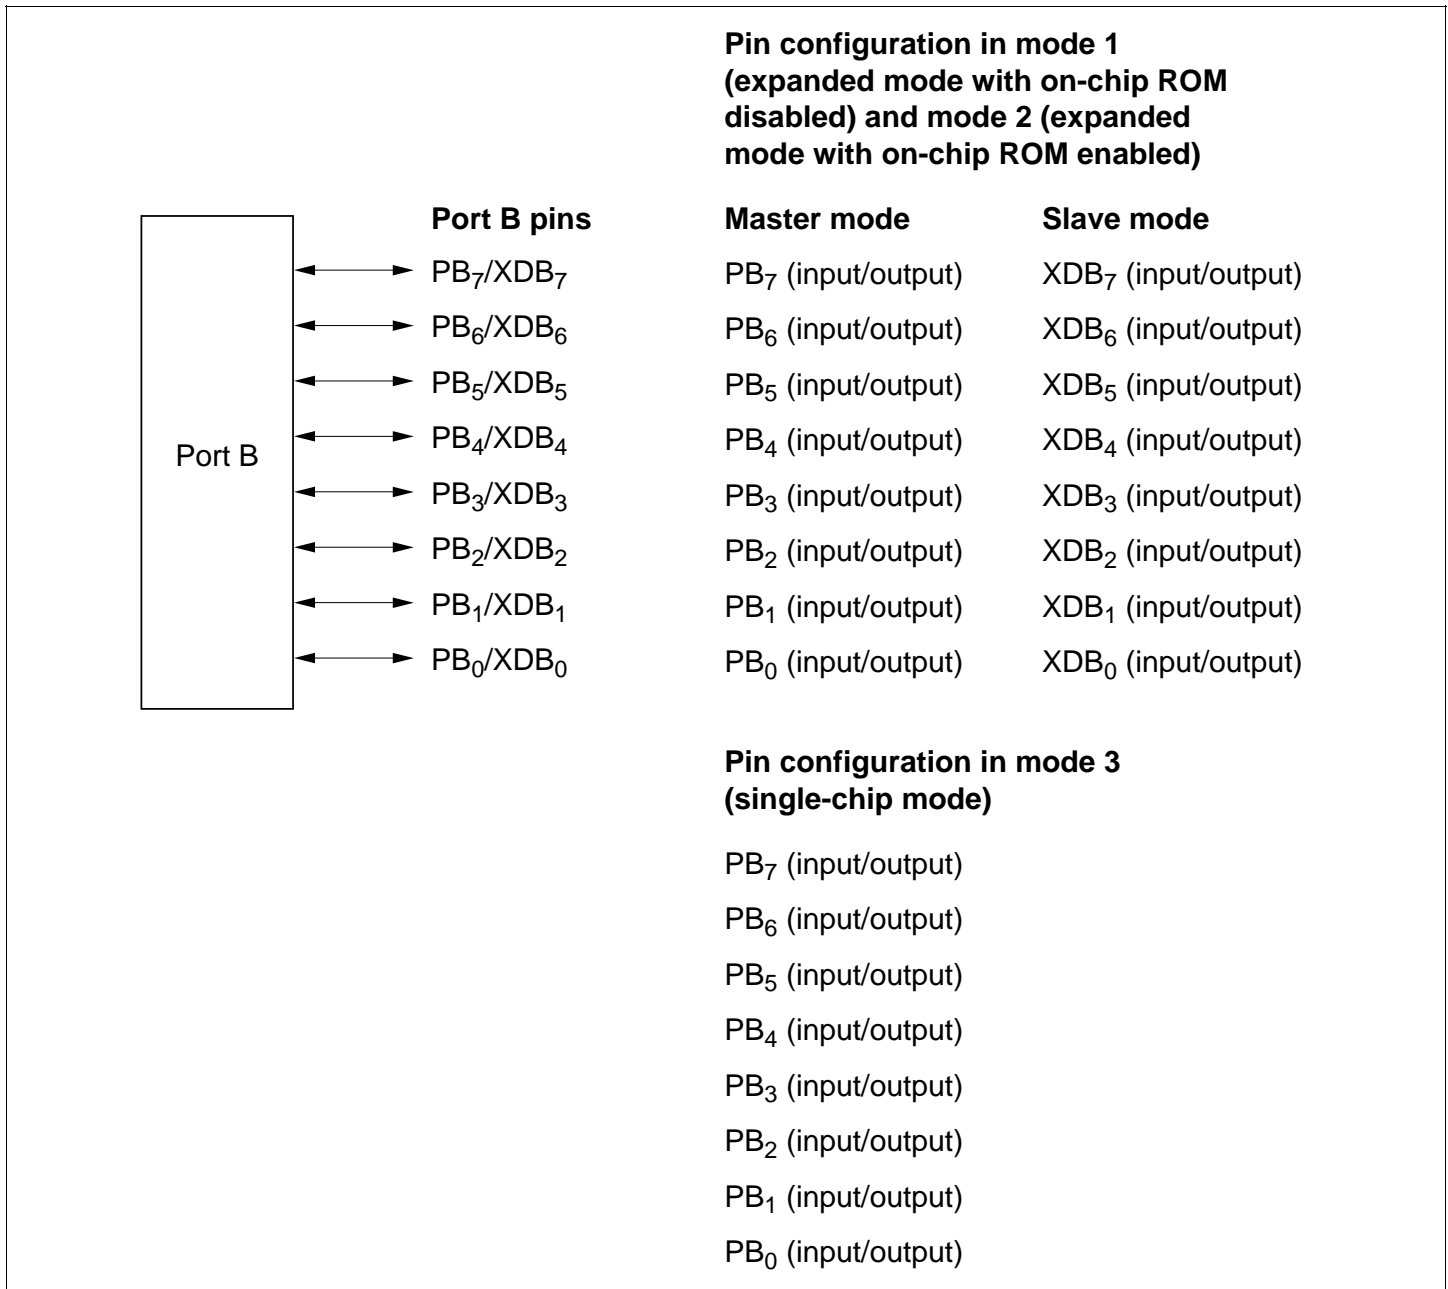 Pin configuration in mode 1
(expanded mode with on-chip ROM
disabled) and mode 2 (expanded
mode with on-chip ROM enabled)
Port B pins Master mode Slave mode
PB7/XDB7 PB7 (input/output) XDB7 (input/output)
PB6/XDB6 PB6 (input/output) XDB6 (input/output)
PB5/XDB5 PB5 (input/output) XDB5 (input/output)
PB4/XDB4 PB4 (input/output) XDB4 (input/output)
Port B
PB3/XDB3 PB3 (input/output) XDB3 (input/output)
PB2/XDB2 PB2 (input/output) XDB2 (input/output)
PB1/XDB1 PB1 (input/output) XDB1 (input/output)
PB0/XDB0 PB0 (input/output) XDB0 (input/output)
Pin configuration in mode 3
(single-chip mode)
PB7 (input/output)
PB6 (input/output)
PB5 (input/output)
PB4 (input/output)
PB3 (input/output)
PB2 (input/output)
PB1 (input/output)
PB0 (input/output)